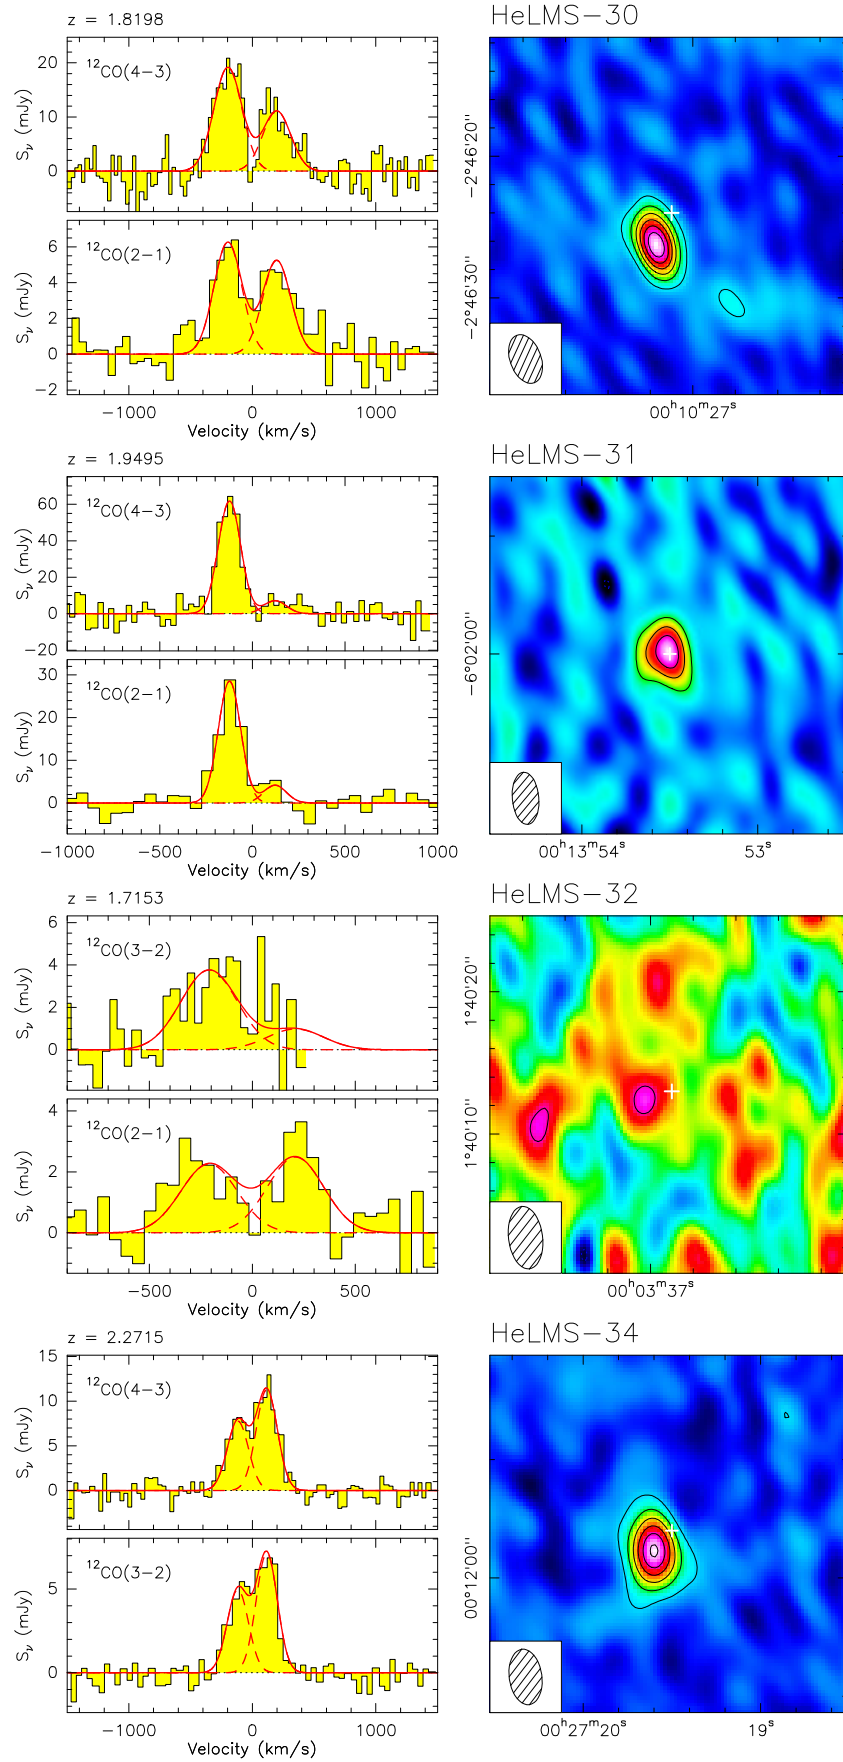 z = 1.8198
HeLMS-30
¹²CO(4-3)
20
10
0
Sν (mJy)
¹²CO(2-1)
6
4
2
0
−2
Sν (mJy)
−1000 0 1000
Velocity (km/s)
−2°46'20''
−2°46'30''
00ʰ10ᵐ27ˢ
z = 1.9495
HeLMS-31
¹²CO(4-3)
60
40
20
0
−20
Sν (mJy)
¹²CO(2-1)
30
20
10
0
Sν (mJy)
−1000 −500 0 500 1000
Velocity (km/s)
−6°02'00''
00ʰ13ᵐ54ˢ 53ˢ
z = 1.7153
HeLMS-32
¹²CO(3-2)
6
4
2
0
Sν (mJy)
¹²CO(2-1)
4
2
0
Sν (mJy)
−500 0 500
Velocity (km/s)
1°40'20''
1°40'10''
00ʰ03ᵐ37ˢ
z = 2.2715
HeLMS-34
¹²CO(4-3)
15
10
5
0
Sν (mJy)
¹²CO(3-2)
5
0
Sν (mJy)
−1000 0 1000
Velocity (km/s)
00°12'00''
00ʰ27ᵐ20ˢ 19ˢ